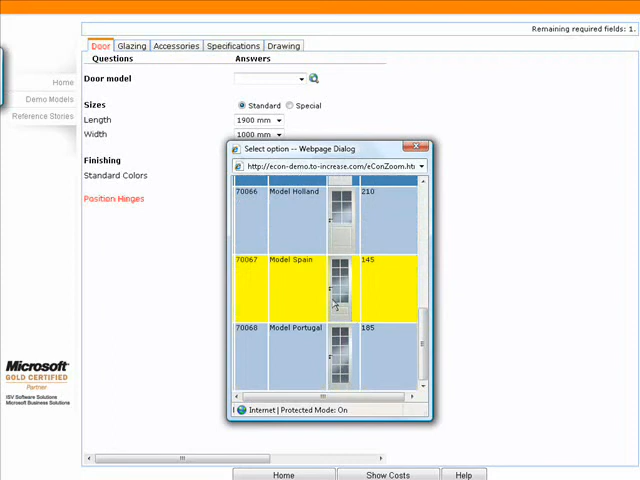 Remaining required fields: 1.
Door Glazing Accessories Specifications Drawing
Questions Answers
Home
Demo Models
Reference Stories
Door model
Sizes Standard Special
Length 1900 mm
Width 1000 mm
Finishing
Standard Colors
Position Hinges
Select option -- Webpage Dialog
http://econ-demo.to-increase.com/eConZoom.htm
70066 Model Holland 210
70067 Model Spain 145
70068 Model Portugal 185
Internet | Protected Mode: On
Microsoft
GOLD CERTIFIED
Partner
ISV Software Solutions
Microsoft Business Solutions
Home Show Costs Help